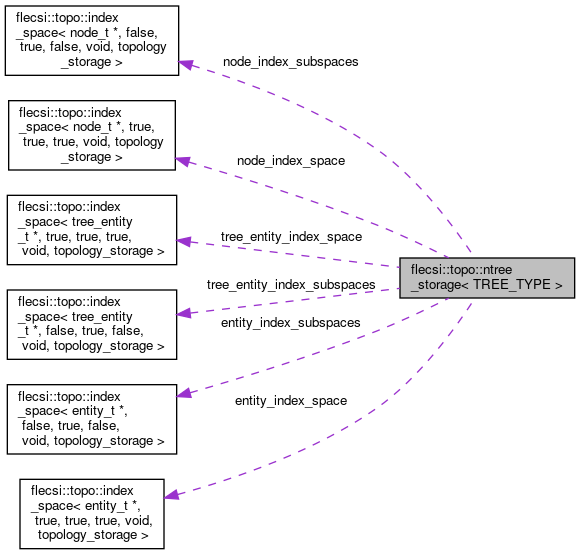 flecsi::topo::index
_space< node_t *, false,
true, false, void, topology
_storage >
node_index_subspaces
flecsi::topo::index
_space< node_t *, true,
true, true, void, topology
_storage >
node_index_space
flecsi::topo::index
_space< tree_entity
_t *, true, true, true,
void, topology_storage >
tree_entity_index_space
flecsi::topo::ntree
_storage< TREE_TYPE >
flecsi::topo::index
_space< tree_entity
_t *, false, true, false,
void, topology_storage >
tree_entity_index_subspaces
entity_index_subspaces
flecsi::topo::index
_space< entity_t *,
false, true, false,
void, topology_storage >
entity_index_space
flecsi::topo::index
_space< entity_t *,
true, true, true, void,
topology_storage >